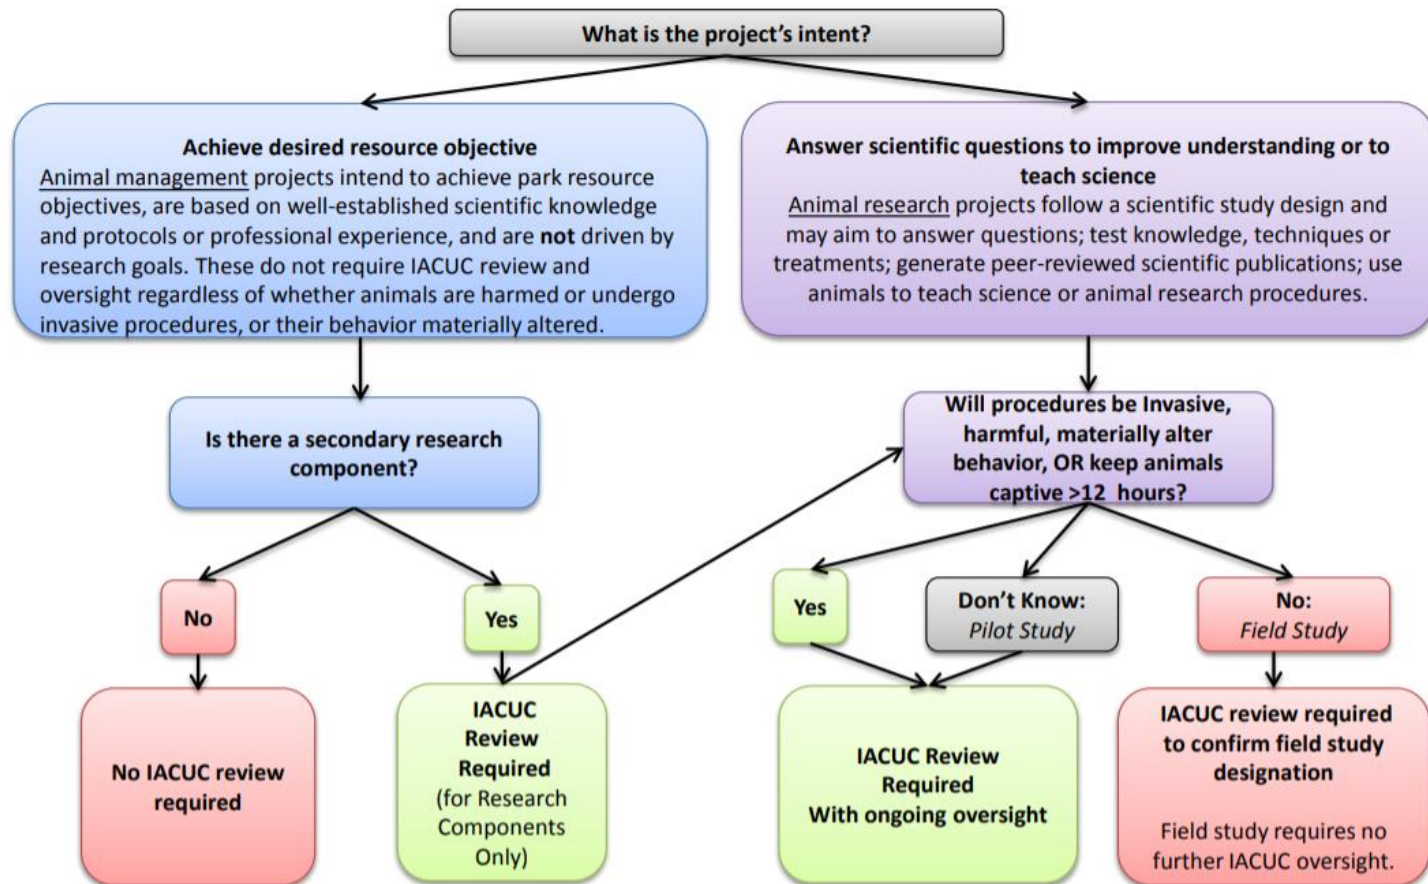 What is the project's intent?
Achieve desired resource objective
Animal management projects intend to achieve park resource
objectives, are based on well-established scientific knowledge
and protocols or professional experience, and are not driven by
research goals. These do not require IACUC review and
oversight regardless of whether animals are harmed or undergo
invasive procedures, or their behavior materially altered.
Answer scientific questions to improve understanding or to
teach science
Animal research projects follow a scientific study design and
may aim to answer questions; test knowledge, techniques or
treatments; generate peer-reviewed scientific publications; use
animals to teach science or animal research procedures.
Is there a secondary research
component?
Will procedures be Invasive,
harmful, materially alter
behavior, OR keep animals
captive >12 hours?
No
Yes
Yes
Don't Know:
Pilot Study
No:
Field Study
No IACUC review
required
IACUC
Review
Required
(for Research
Components
Only)
IACUC Review
Required
With ongoing oversight
IACUC review required
to confirm field study
designation
Field study requires no
further IACUC oversight.